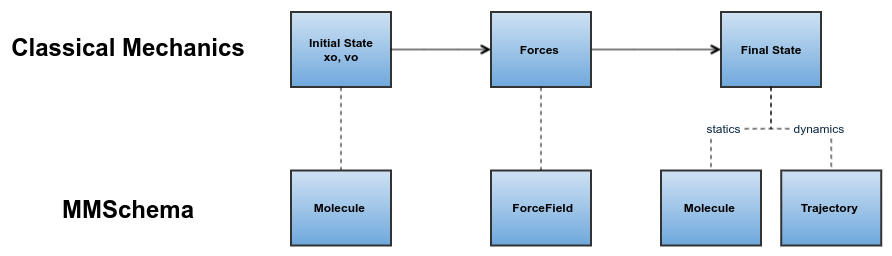 Classical Mechanics
Initial State
xo, vo
Forces
Final State
statics
dynamics
MMSchema
Molecule
ForceField
Molecule
Trajectory